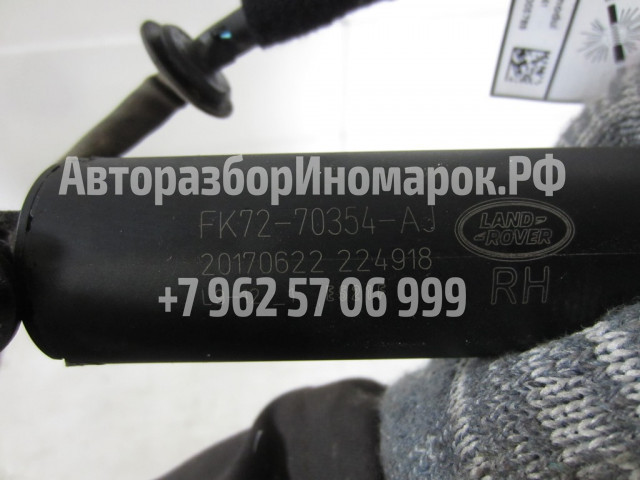 АвторазборИномарок.РФ
FK72-70354-AJ
LAND-
ROVER
20170622 224918
RH
+7 962 57 06 999